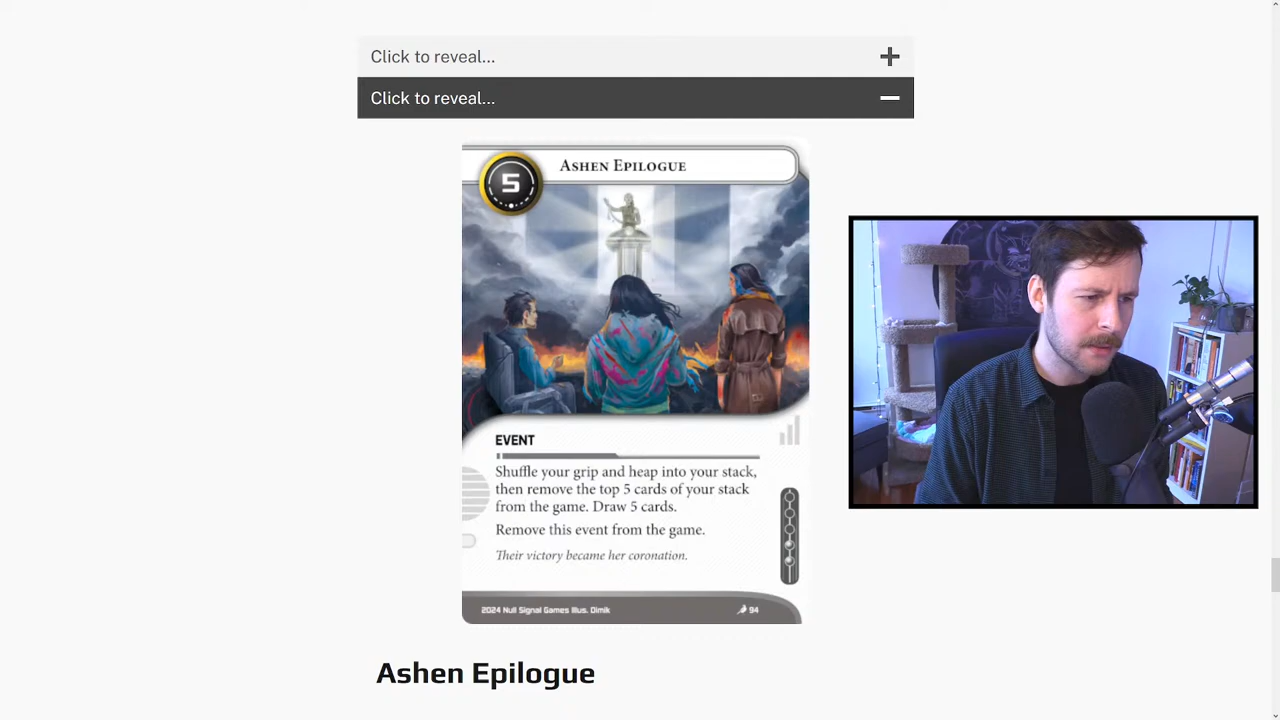 Click to reveal...
Click to reveal...
5
Ashen Epilogue
EVENT
Shuffle your grip and heap into your stack,
then remove the top 5 cards of your stack
from the game. Draw 5 cards.
Remove this event from the game.
Their victory became her coronation.
2024 Null Signal Games Illus. Dimik
94
Ashen Epilogue